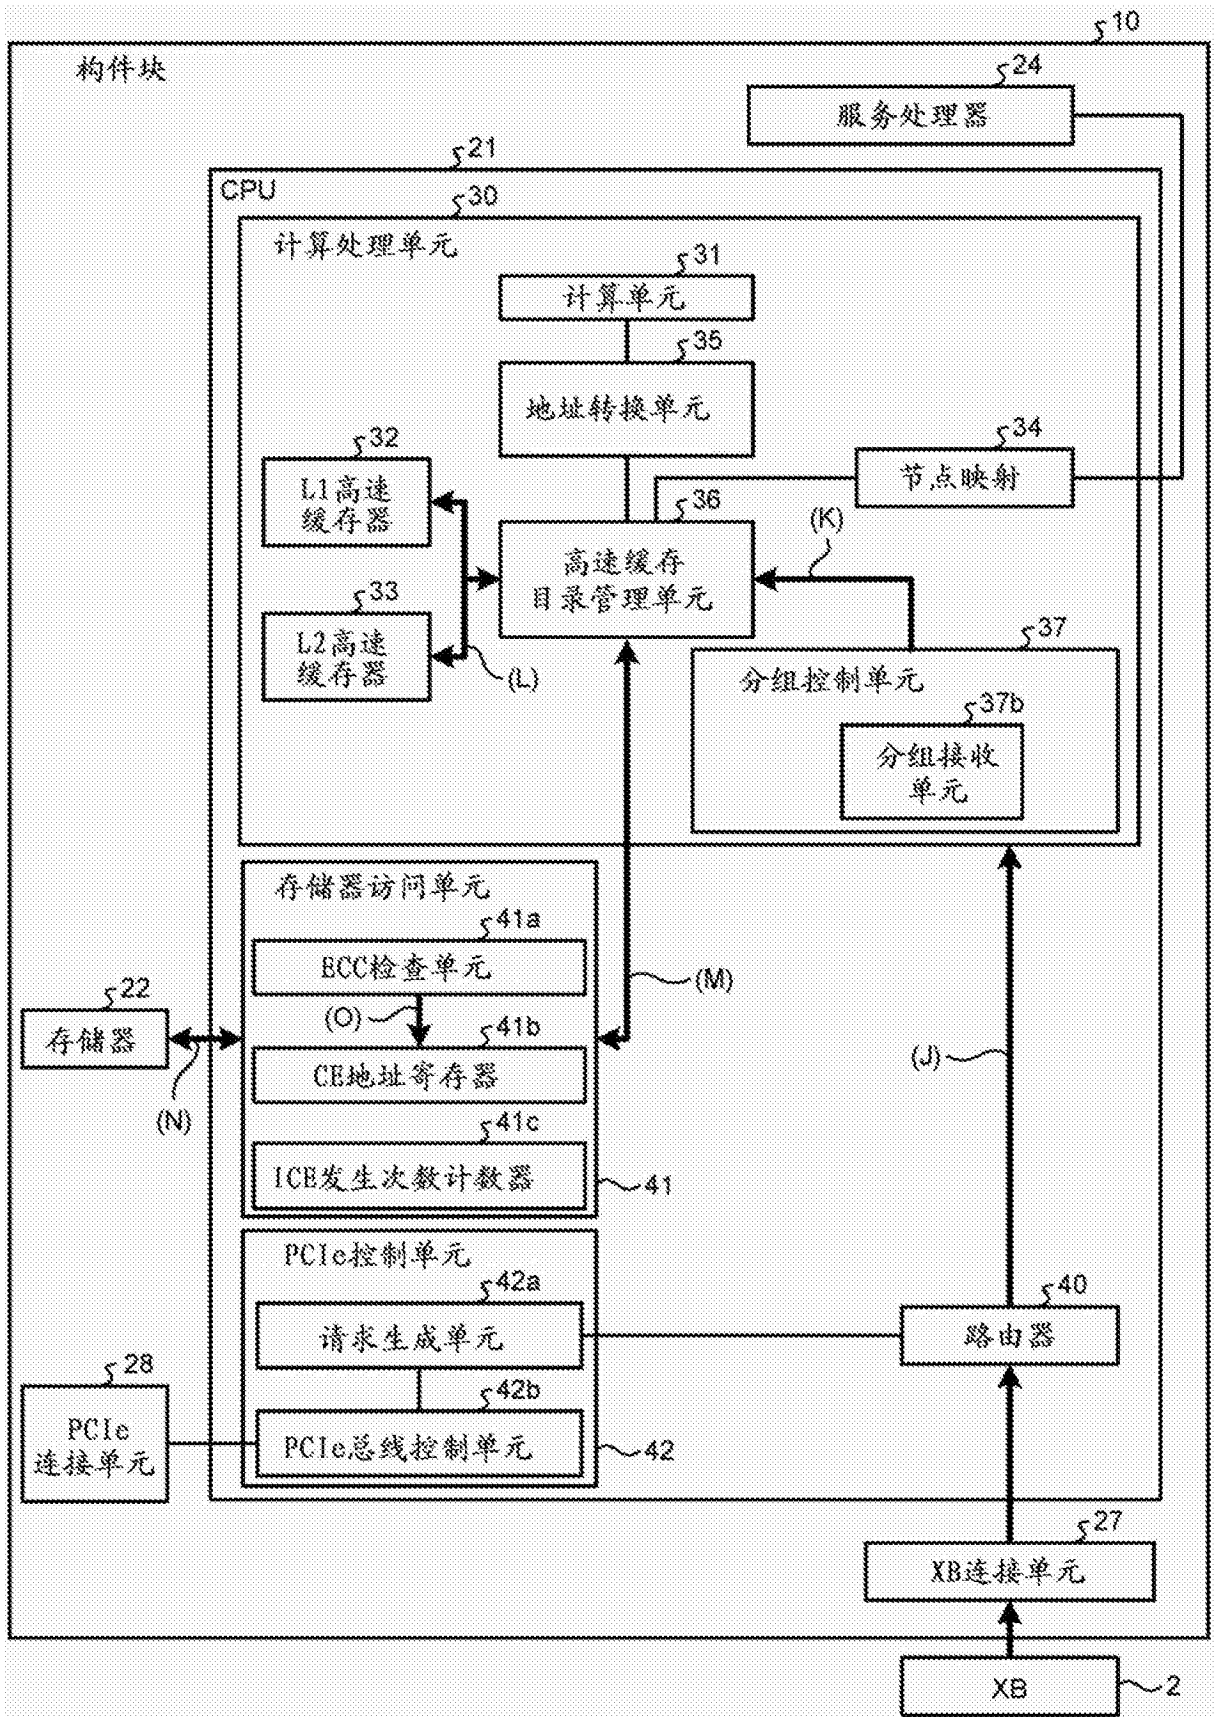 10
构件块
24
服务处理器
21
CPU
30
计算处理单元
31
计算单元
35
地址转换单元
32
L1高速
缓存器
34
节点映射
36
高速缓存
目录管理单元
(K)
33
L2高速
缓存器
(L)
37
分组控制单元
37b
分组接收
单元
存储器访问单元
41a
ECC检查单元
(M)
22
存储器
(O)
41b
CE地址寄存器
(N)
(J)
41c
ICE发生次数计数器
41
PCIe控制单元
42a
请求生成单元
40
路由器
28
PCIe
连接单元
42b
PCIe总线控制单元
42
27
XB连接单元
XB
2